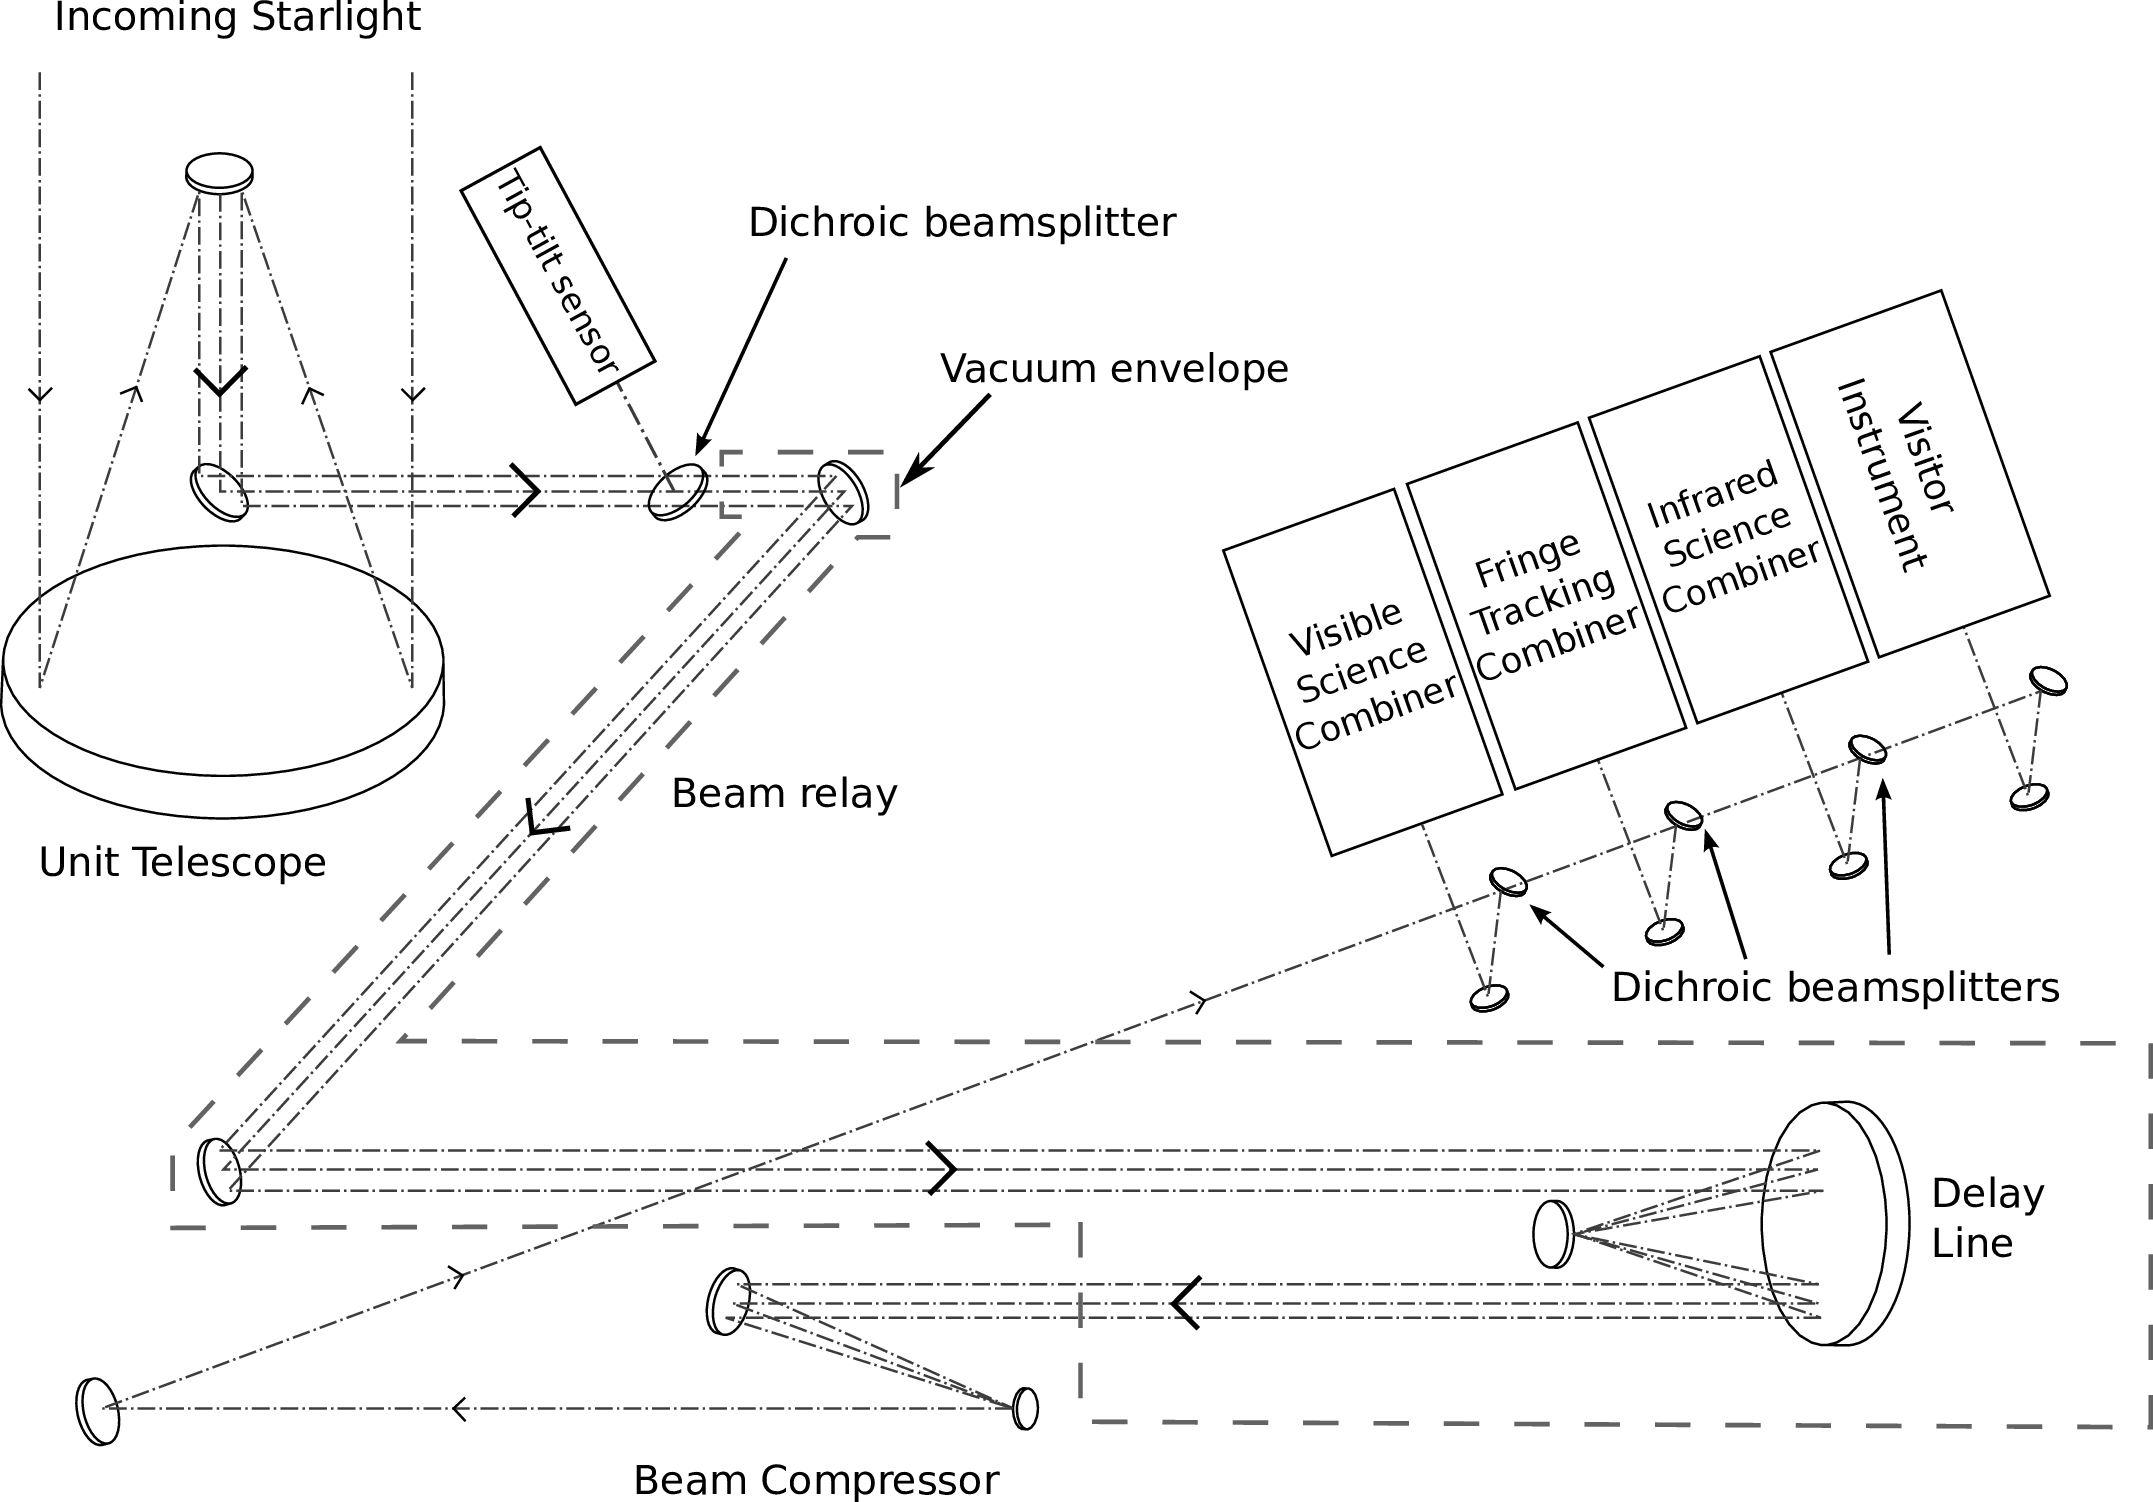 Incoming Starlight
Tip-tilt sensor
Dichroic beamsplitter
Vacuum envelope
Visitor
Instrument
Infrared
Science
Combiner
Fringe
Tracking
Combiner
Visible
Science
Combiner
Beam relay
Unit Telescope
Dichroic beamsplitters
Delay
Line
Beam Compressor